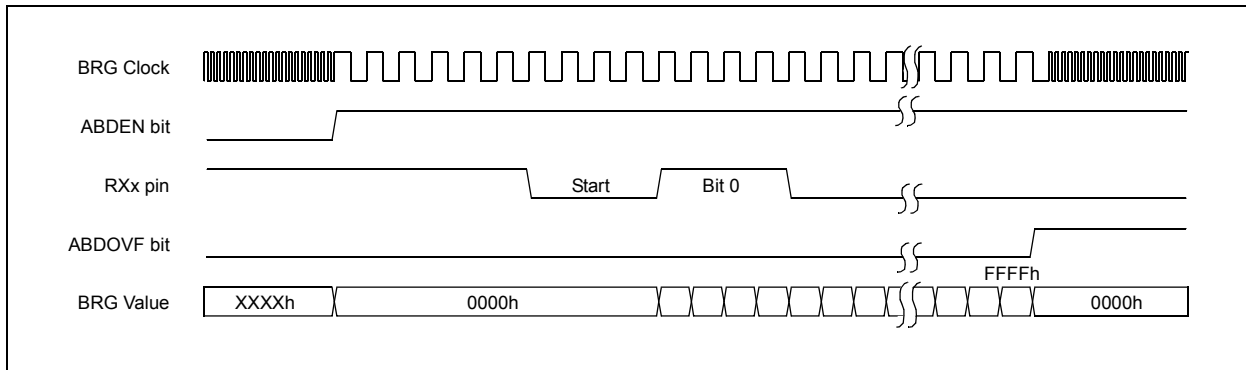 BRG Clock
ABDEN bit
RXx pin
Start
Bit 0
ABDOVF bit
FFFFh
BRG Value
XXXXh
0000h
0000h